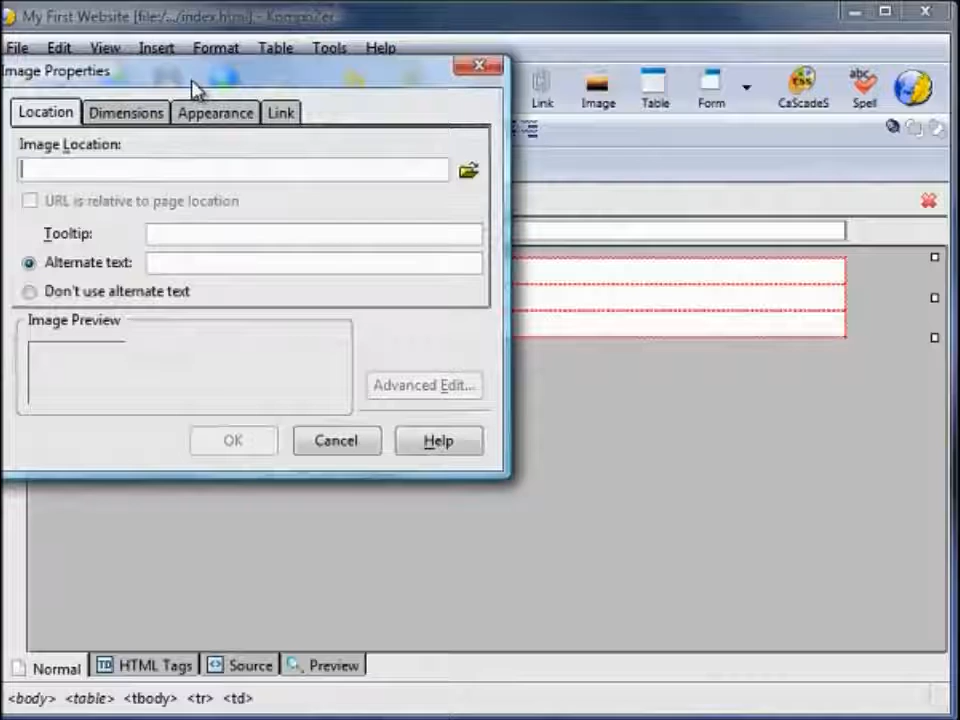 My First Website [file:/.../index.html] - KompoZer
File Edit View Insert Format Table Tools Help
Image Properties
Link Image Table Form CaScadeS Spell
abc
css
Location Dimensions Appearance Link
Image Location:
URL is relative to page location
Tooltip:
Alternate text:
Don't use alternate text
Image Preview
Advanced Edit...
OK Cancel Help
Normal TD HTML Tags <> Source Preview
<body> <table> <tbody> <tr> <td>